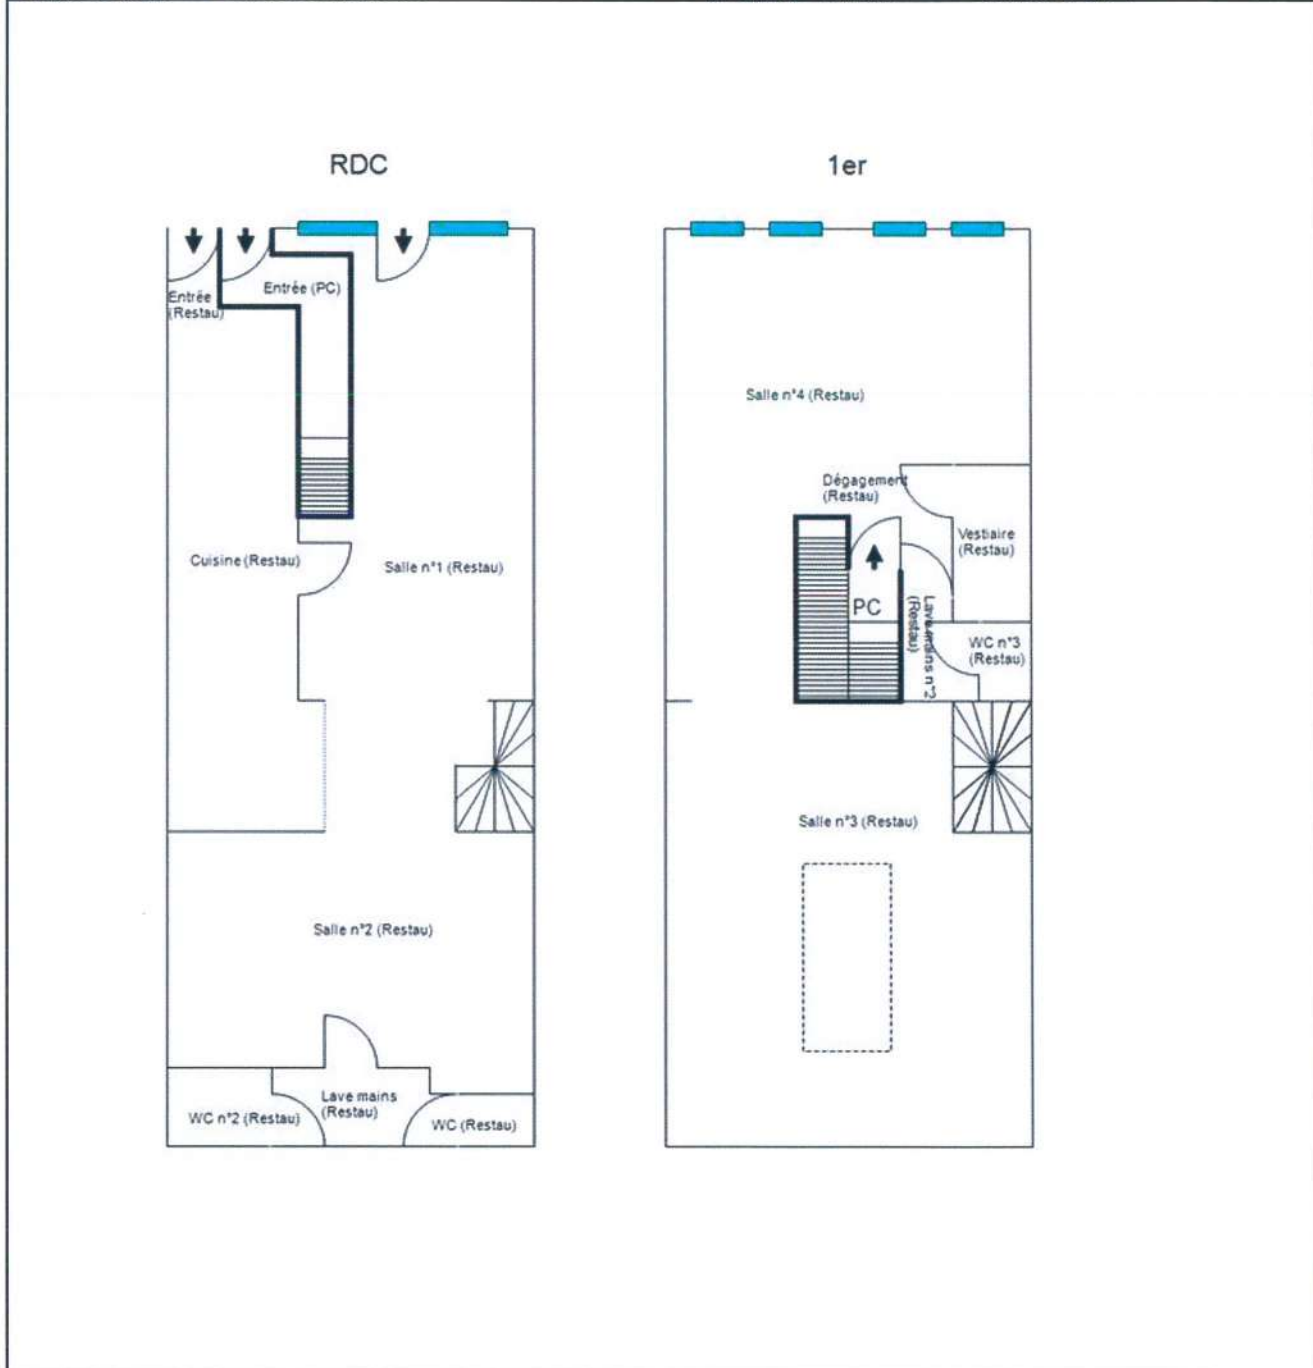 RDC
1er
Entrée (PC)
Entrée
(Restau)
Salle n°4 (Restau)
Dégagement
(Restau)
Vestiaire
(Restau)
Cuisine (Restau)
Salle n°1 (Restau)
PC
Lave mains n°2
(Restau)
WC n°3
(Restau)
Salle n°3 (Restau)
Salle n°2 (Restau)
Lave mains
(Restau)
WC n°2 (Restau)
WC (Restau)